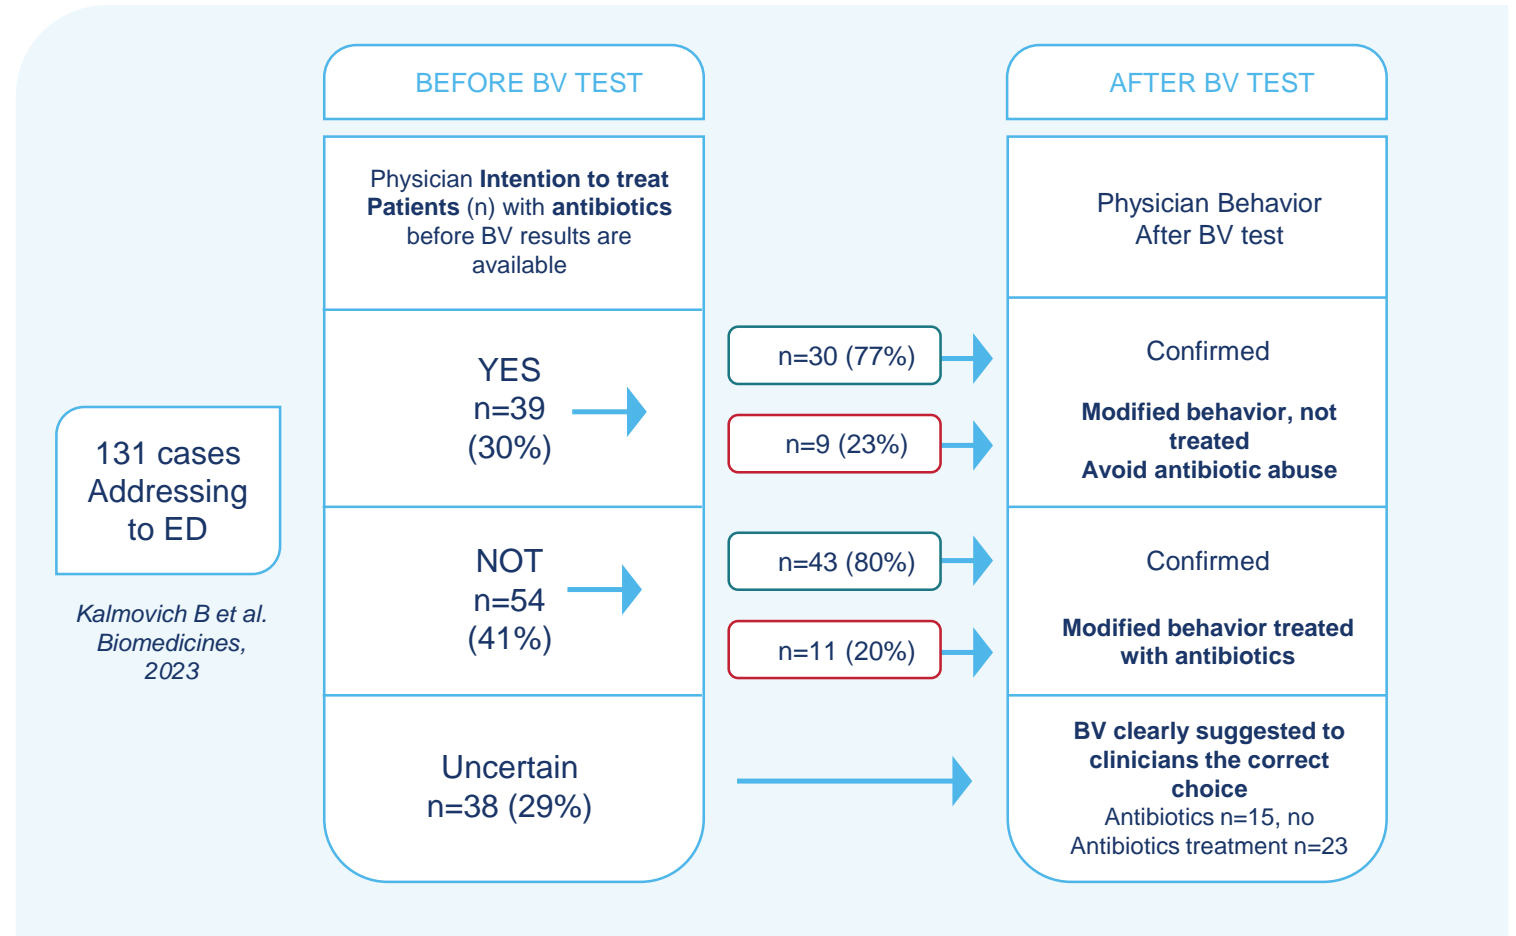 BEFORE BV TEST
AFTER BV TEST
Physician Intention to treat
Patients (n) with antibiotics
before BV results are
available
Physician Behavior
After BV test
131 cases
Addressing
to ED
Kalmovich B et al.
Biomedicines,
2023
YES
n=39
(30%)
n=30 (77%)
Confirmed
n=9 (23%)
Modified behavior, not
treated
Avoid antibiotic abuse
NOT
n=54
(41%)
n=43 (80%)
Confirmed
n=11 (20%)
Modified behavior treated
with antibiotics
Uncertain
n=38 (29%)
BV clearly suggested to
clinicians the correct
choice
Antibiotics n=15, no
Antibiotics treatment n=23